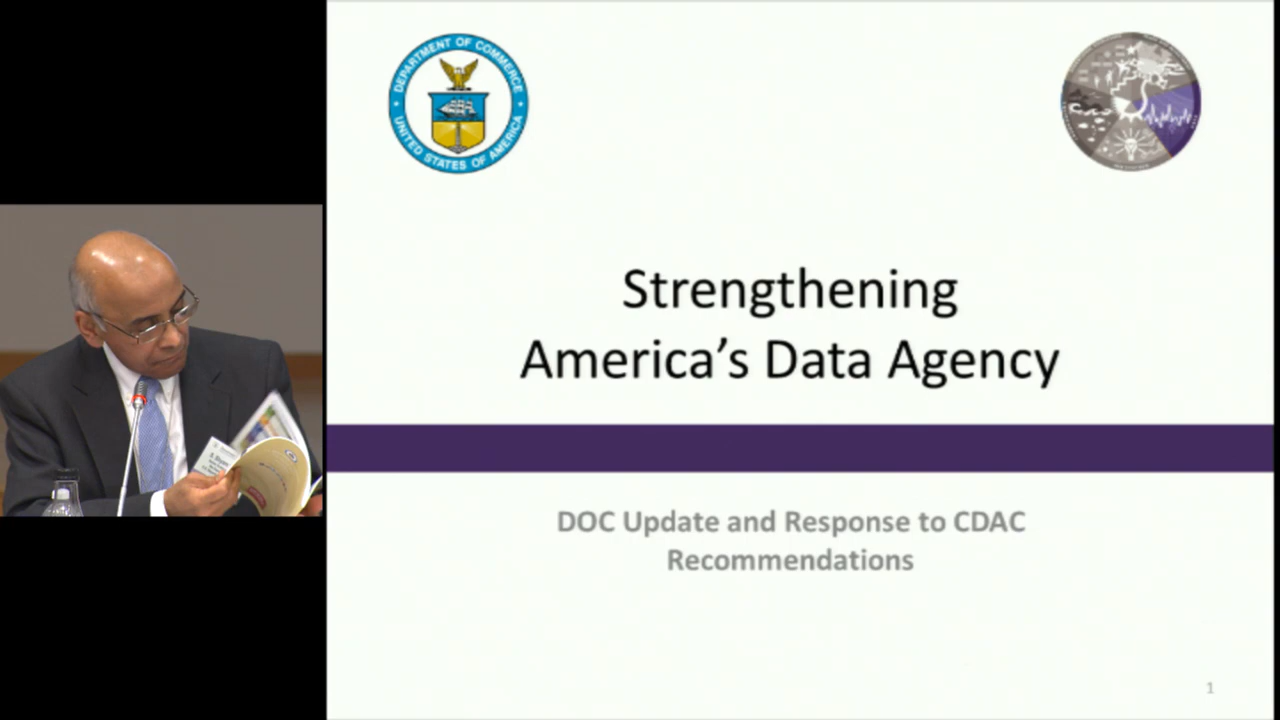 DEPARTMENT OF COMMERCE
UNITED STATES OF AMERICA
Strengthening
America's Data Agency
DOC Update and Response to CDAC
Recommendations
1